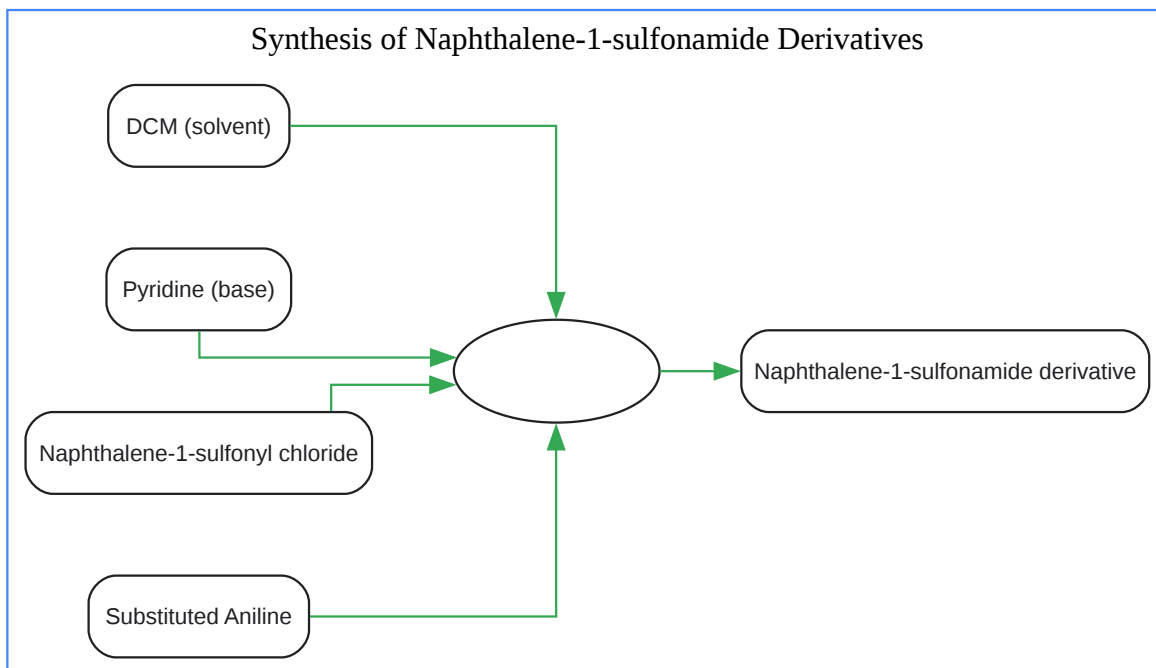 Synthesis of Naphthalene-1-sulfonamide Derivatives
DCM (solvent)
Pyridine (base)
Naphthalene-1-sulfonamide derivative
Naphthalene-1-sulfonyl chloride
Substituted Aniline